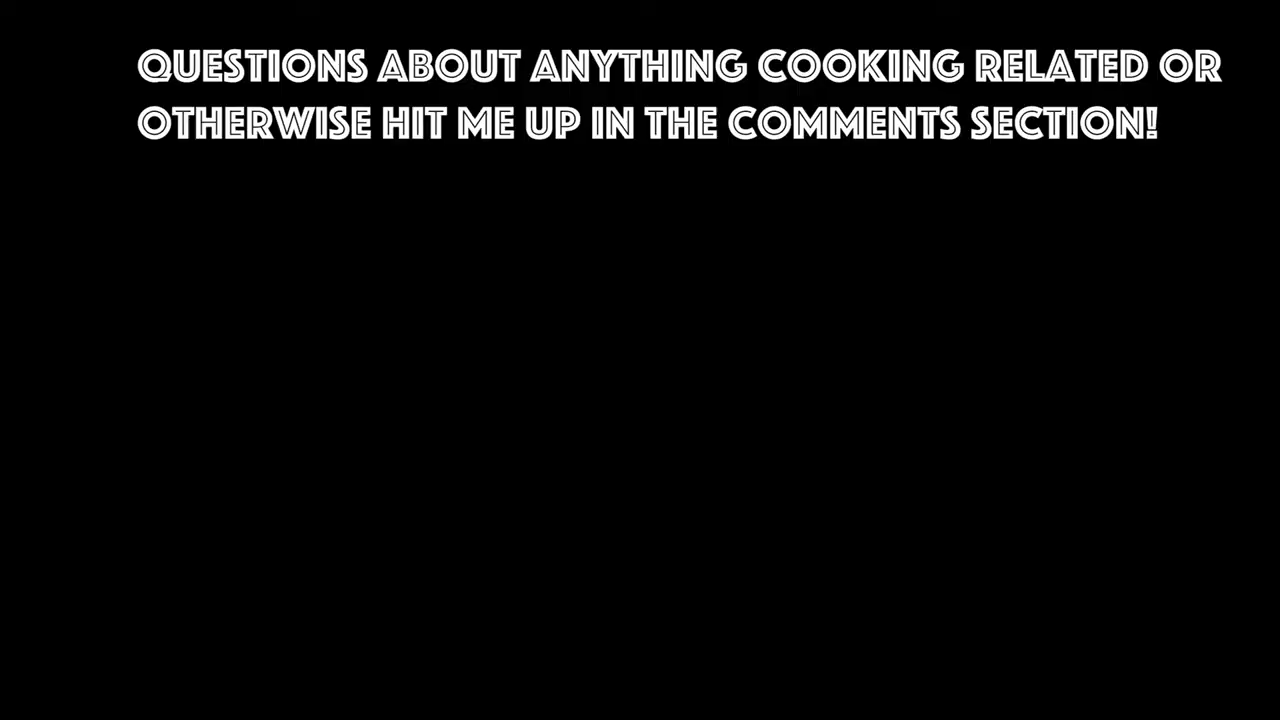 QUESTIONS ABOUT ANYTHING COOKING RELATED OR
OTHERWISE HIT ME UP IN THE COMMENTS SECTION!